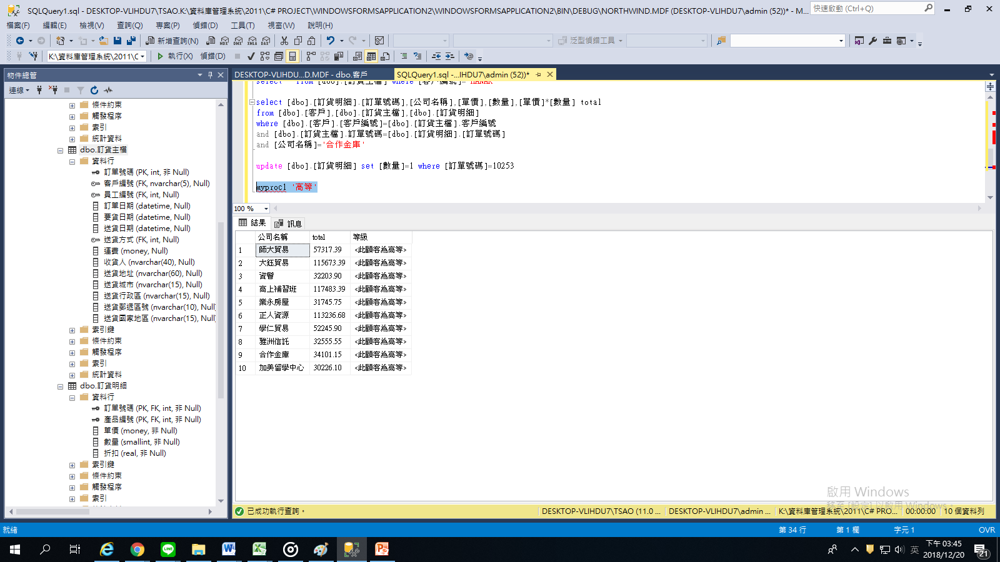 SQLQuery1.sql - DESKTOP-VLIHDU7\TSAO.K:\資料庫管理系統\2011\C# PROJECT\WINDOWSFORMSAPPLICATION2\WINDOWSFORMSAPPLICATION2\BIN\DEBUG\NORTHWIND.MDF (DESKTOP-VLIHDU7\admin (52))* - M...
快速啟動 (Ctrl+Q)
檔案(F) 編輯(E) 檢視(V) 查詢(Q) 專案(P) 偵錯(D) 工具(T) 視窗(W) 說明(H)
新增查詢(N) 泛型偵錯工具
K:\資料庫管理系統\2011\C 執行(X) 偵錯(D)
物件總管
連線
條件約束
觸發程序
索引
統計資料
dbo.訂貨主檔
資料行
訂單號碼 (PK, int, 非 Null)
客戶編號 (FK, nvarchar(5), Null)
員工編號 (FK, int, Null)
訂單日期 (datetime, Null)
要貨日期 (datetime, Null)
送貨日期 (datetime, Null)
送貨方式 (FK, int, Null)
運費 (money, Null)
收貨人 (nvarchar(40), Null)
送貨地址 (nvarchar(60), Null)
送貨城市 (nvarchar(15), Null)
送貨行政區 (nvarchar(15), Null)
送貨郵遞區號 (nvarchar(10), Null
送貨國家地區 (nvarchar(15), Null
索引鍵
條件約束
觸發程序
索引
統計資料
dbo.訂貨明細
資料行
訂單號碼 (PK, FK, int, 非 Null)
產品編號 (PK, FK, int, 非 Null)
單價 (money, 非 Null)
數量 (smallint, 非 Null)
折扣 (real, 非 Null)
索引鍵
條件約束
觸發程序
索引
DESKTOP-VLIHDU...D.MDF - dbo.客戶 SQLQuery1.sql -...IHDU7\admin (52))*
select * from [dbo].[訂貨主檔] where [客戶編號]='HANAR'
select [dbo].[訂貨明細].[訂單號碼],[公司名稱],[單價],[數量],[單價]*[數量] total
from [dbo].[客戶],[dbo].[訂貨主檔],[dbo].[訂貨明細]
where [dbo].[客戶].[客戶編號]=[dbo].[訂貨主檔].客戶編號
and [dbo].[訂貨主檔].訂單號碼=[dbo].[訂貨明細].[訂單號碼]
and [公司名稱]='合作金庫'
update [dbo].[訂貨明細] set [數量]=1 where [訂單號碼]=10253
myproc1 '高等'
100 %
結果 訊息
公司名稱 total 等級
1 師大貿易 57317.39 <此顧客為高等>
2 大鈺貿易 115673.39 <此顧客為高等>
3 32203.90 <此顧客為高等>
4 高上補習班 117483.39 <此顧客為高等>
5 業永房屋 31745.75 <此顧客為高等>
6 正人資源 113236.68 <此顧客為高等>
7 學仁貿易 52245.90 <此顧客為高等>
8 雅洲信託 32555.55 <此顧客為高等>
9 合作金庫 34101.15 <此顧客為高等>
10 加美留學中心 30226.10 <此顧客為高等>
啟用 Windows
移至 [設定] 以啟用 Windows。
已成功執行查詢。 DESKTOP-VLIHDU7\TSAO (11.0 ... DESKTOP-VLIHDU7\admin ... K:\資料庫管理系統\2011\C# PRO... 00:00:00 10 個資料列
就緒 第 34 行 第 1 欄 字元 1 OVR
英 下午 03:45
2018/12/20
21